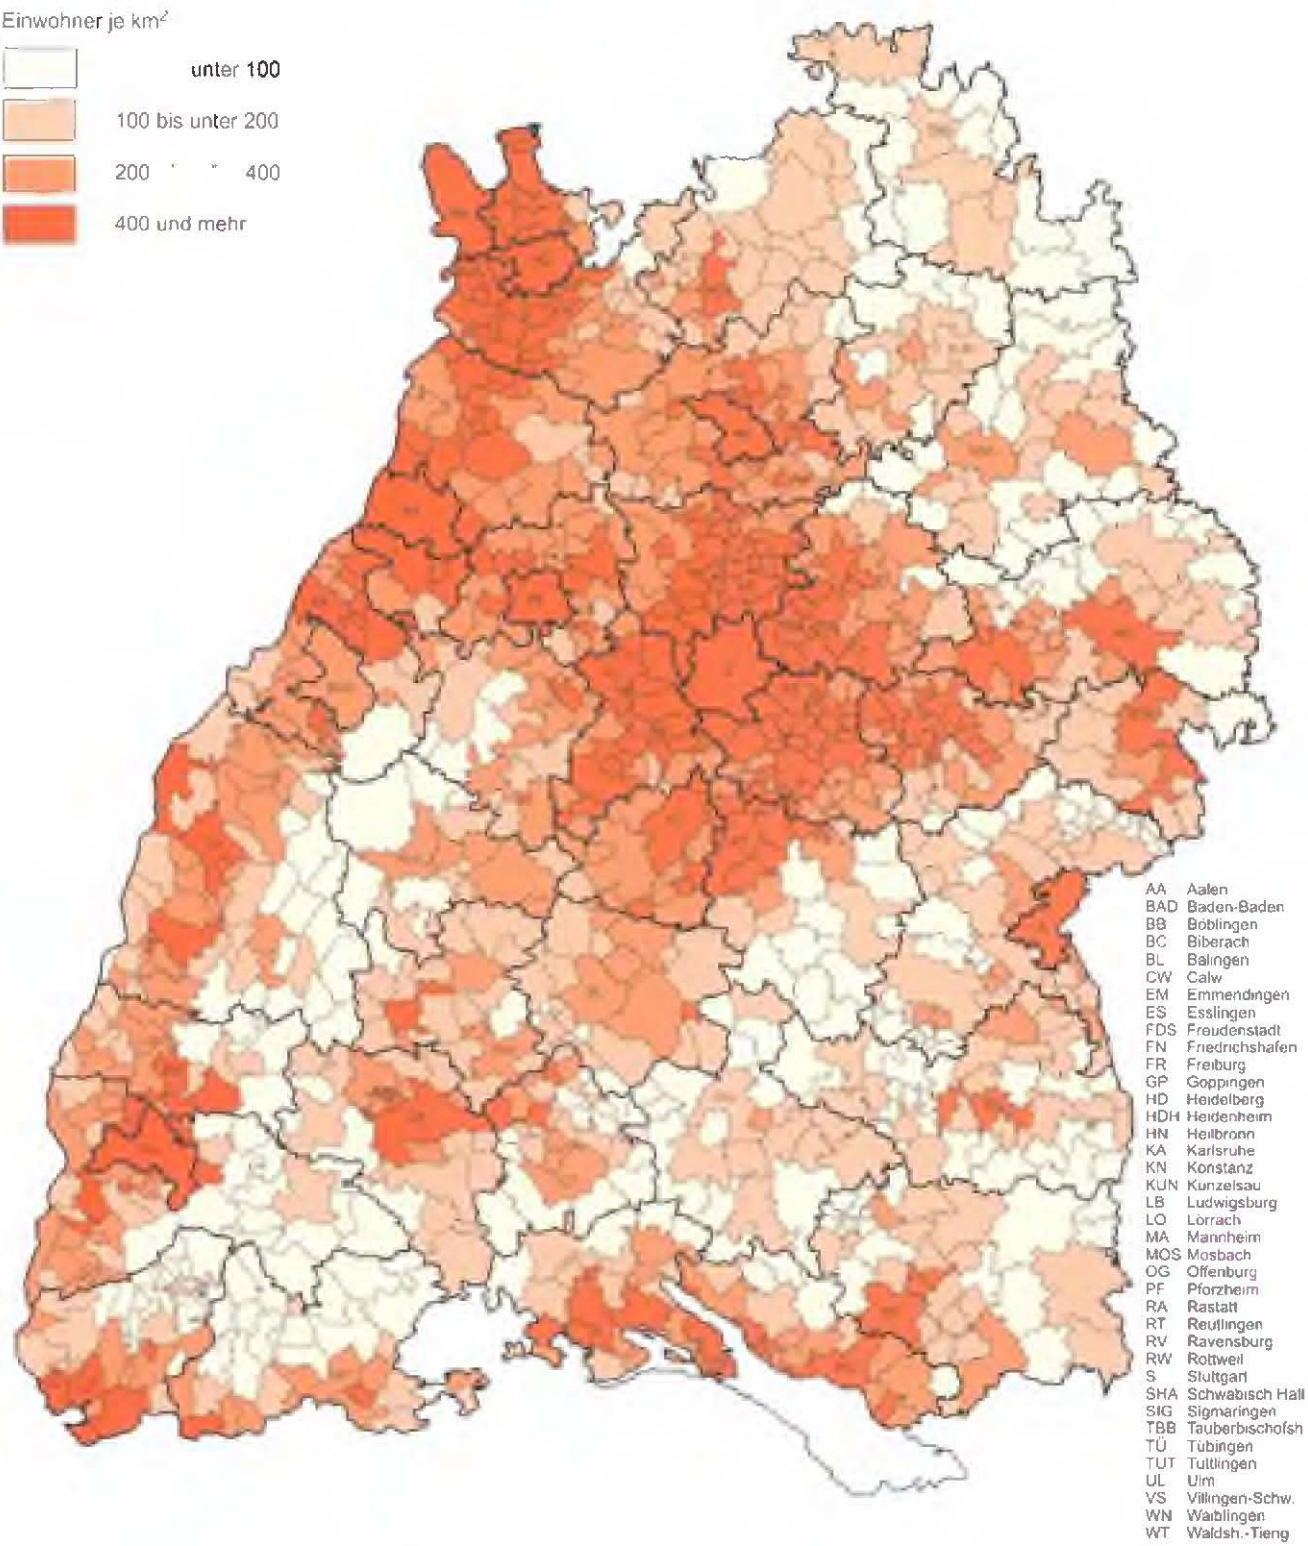 Einwohner je km²
unter 100
100 bis unter 200
200 " " 400
400 und mehr
AA Aalen
BAD Baden-Baden
BB Böblingen
BC Biberach
BL Balingen
CW Calw
EM Emmendingen
ES Esslingen
FDS Freudenstadt
FN Friedrichshafen
FR Freiburg
GP Göppingen
HD Heidelberg
HDH Heidenheim
HN Heilbronn
KA Karlsruhe
KN Konstanz
KÜN Künzelsau
LB Ludwigsburg
LÖ Lörrach
MA Mannheim
MOS Mosbach
OG Offenburg
PF Pforzheim
RA Rastatt
RT Reutlingen
RV Ravensburg
RW Rottweil
S Stuttgart
SHA Schwäbisch Hall
SIG Sigmaringen
TBB Tauberbischofsh
TÜ Tübingen
TUT Tuttlingen
UL Ulm
VS Villingen-Schw.
WN Waiblingen
WT Waldsh.-Tieng